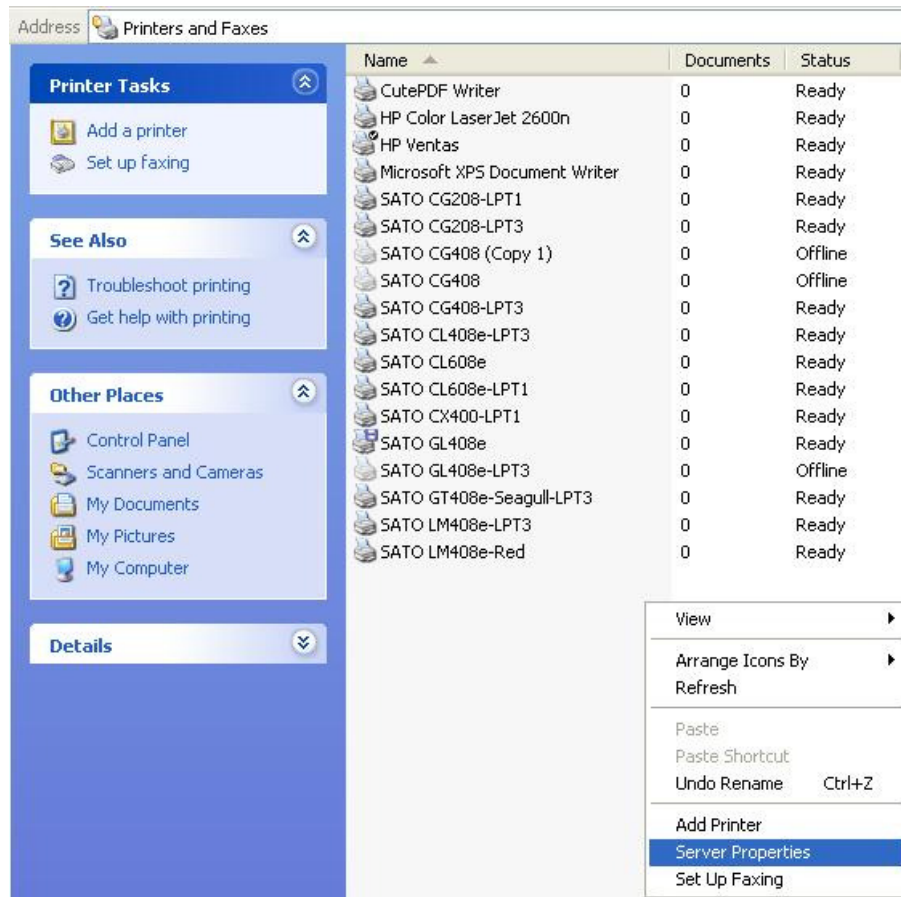 Address Printers and Faxes
Printer Tasks
Add a printer
Set up faxing
See Also
Troubleshoot printing
Get help with printing
Other Places
Control Panel
Scanners and Cameras
My Documents
My Pictures
My Computer
Details
Name Documents Status
CutePDF Writer 0 Ready
HP Color LaserJet 2600n 0 Ready
HP Ventas 0 Ready
Microsoft XPS Document Writer 0 Ready
SATO CG208-LPT1 0 Ready
SATO CG208-LPT3 0 Ready
SATO CG408 (Copy 1) 0 Offline
SATO CG408 0 Offline
SATO CG408-LPT3 0 Ready
SATO CL408e-LPT3 0 Ready
SATO CL608e 0 Ready
SATO CL608e-LPT1 0 Ready
SATO CX400-LPT1 0 Ready
SATO GL408e 0 Ready
SATO GL408e-LPT3 0 Offline
SATO GT408e-Seagull-LPT3 0 Ready
SATO LM408e-LPT3 0 Ready
SATO LM408e-Red 0 Ready
View
Arrange Icons By
Refresh
Paste
Paste Shortcut
Undo Rename Ctrl+Z
Add Printer
Server Properties
Set Up Faxing